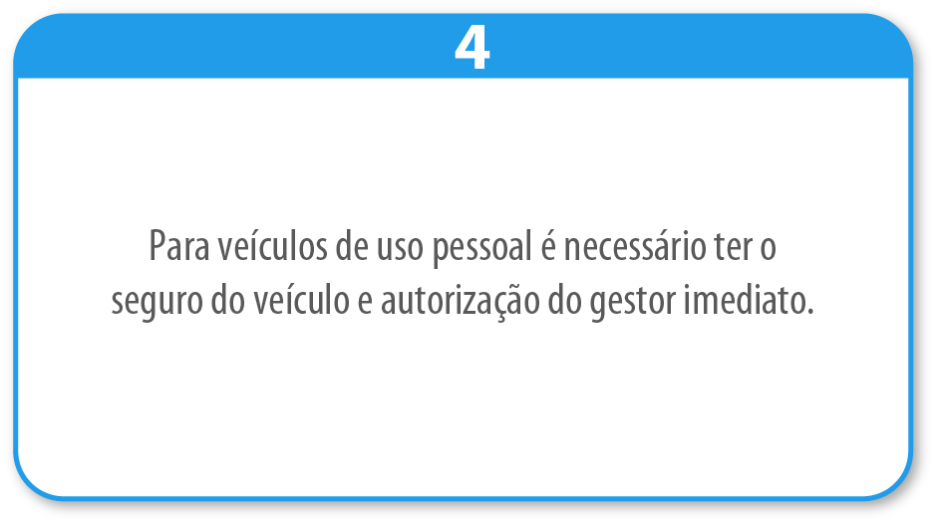 4
Para veículos de uso pessoal é necessário ter o
seguro do veículo e autorização do gestor imediato.